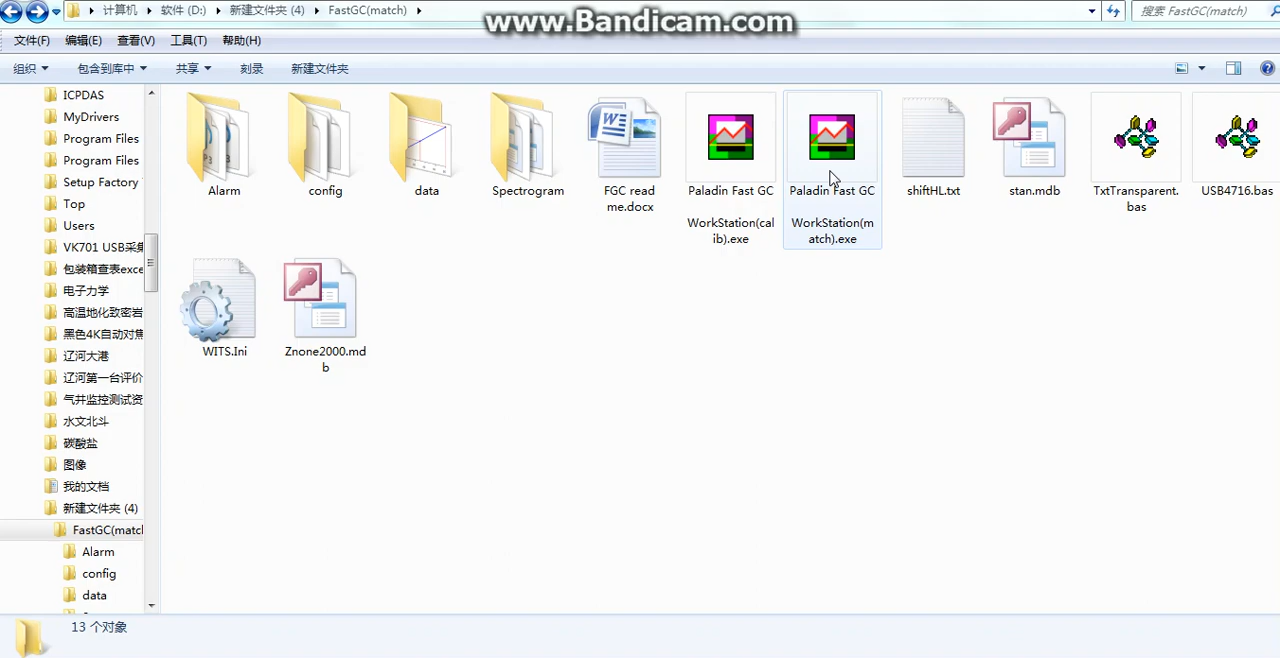 计算机 软件 (D:) 新建文件夹 (4) FastGC(match)
www.Bandicam.com
搜索 FastGC(match)
文件(F) 编辑(E) 查看(V) 工具(T) 帮助(H)
组织 包含到库中 共享 刻录 新建文件夹
ICPDAS
MyDrivers
Program Files
Program Files
Setup Factory
Top
Users
VK701 USB采集
包装箱查表exce
电子力学
高温地化致密岩
黑色4K自动对焦
辽河大港
辽河第一台评价
气井监控测试资
水文北斗
碳酸盐
图像
我的文档
新建文件夹 (4)
FastGC(matc
Alarm
config
data
Alarm
config
data
Spectrogram
FGC read
me.docx
Paladin Fast GC
WorkStation(cal
ib).exe
Paladin Fast GC
WorkStation(m
atch).exe
shiftHL.txt
stan.mdb
TxtTransparent.
bas
USB4716.bas
WITS.Ini
Znone2000.md
b
13 个对象